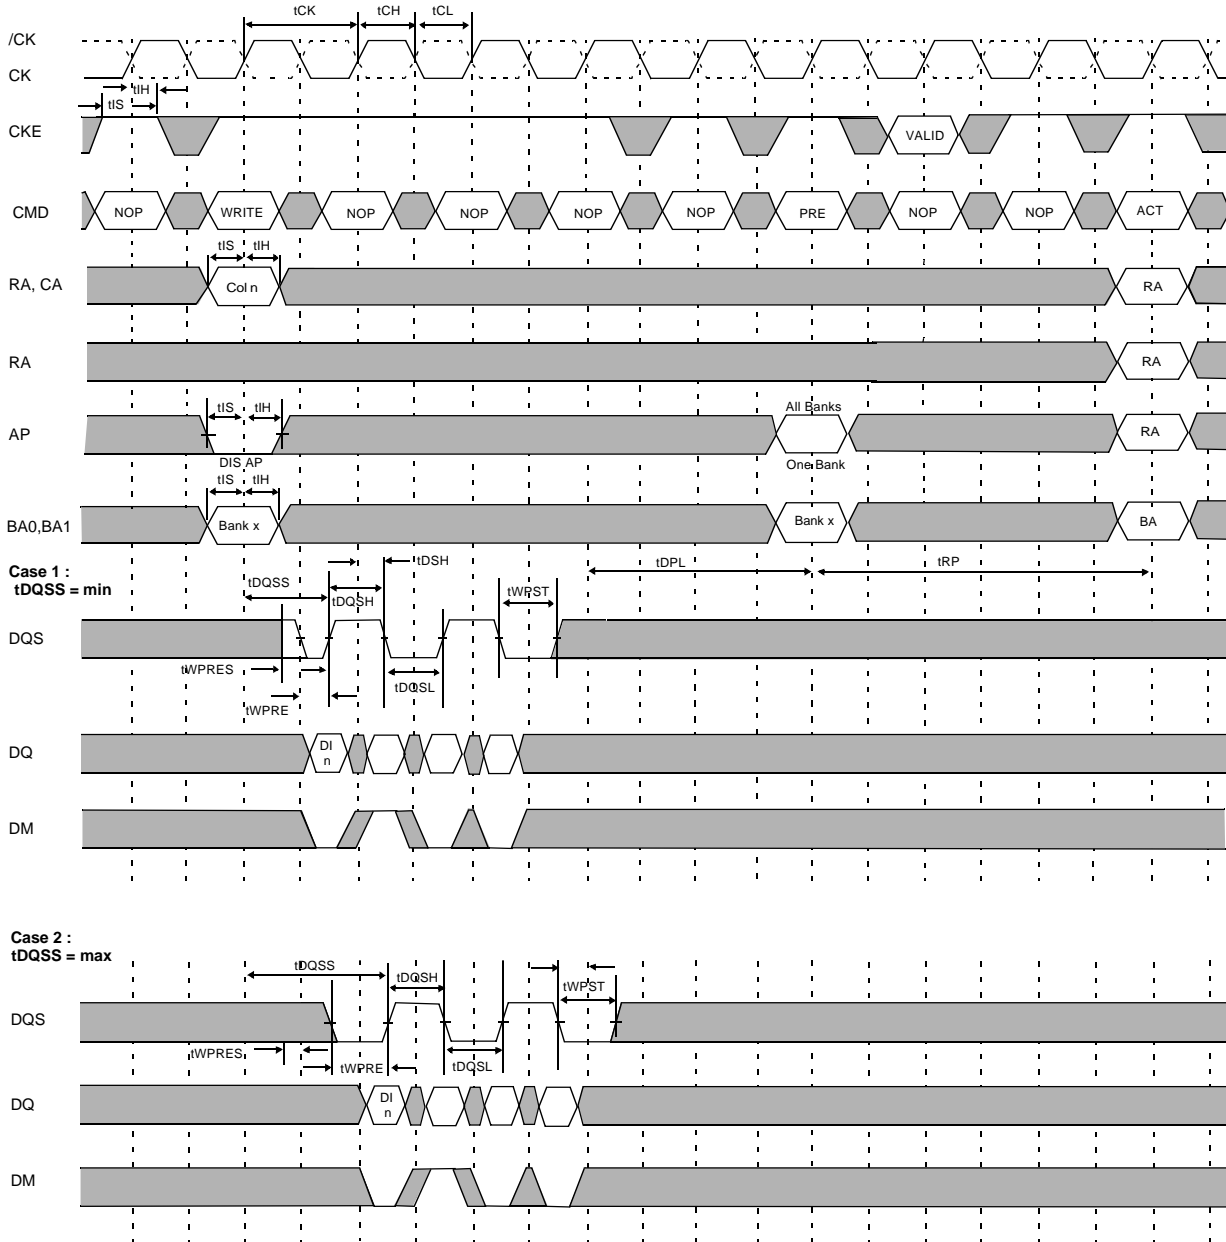 tCK tCH tCL
/CK
CK
tIH
tIS
CKE VALID
CMD NOP WRITE NOP NOP NOP NOP PRE NOP NOP ACT
tIS tIH
RA, CA Col n RA
RA RA
All Banks
tIS tIH
AP RA
DIS AP One Bank
tIS tIH
BA0,BA1 Bank x Bank x BA
Case 1 :
tDQSS = min
tDQSS tDSH tDPL tRP
tDQSH tWPST
DQS
tWPRES tDQSL
tWPRE
DQ DI n
DM
Case 2 :
tDQSS = max
tDQSS tDQSH
tWPST
DQS
tWPRES tWPRE tDQSL
DQ DI n
DM